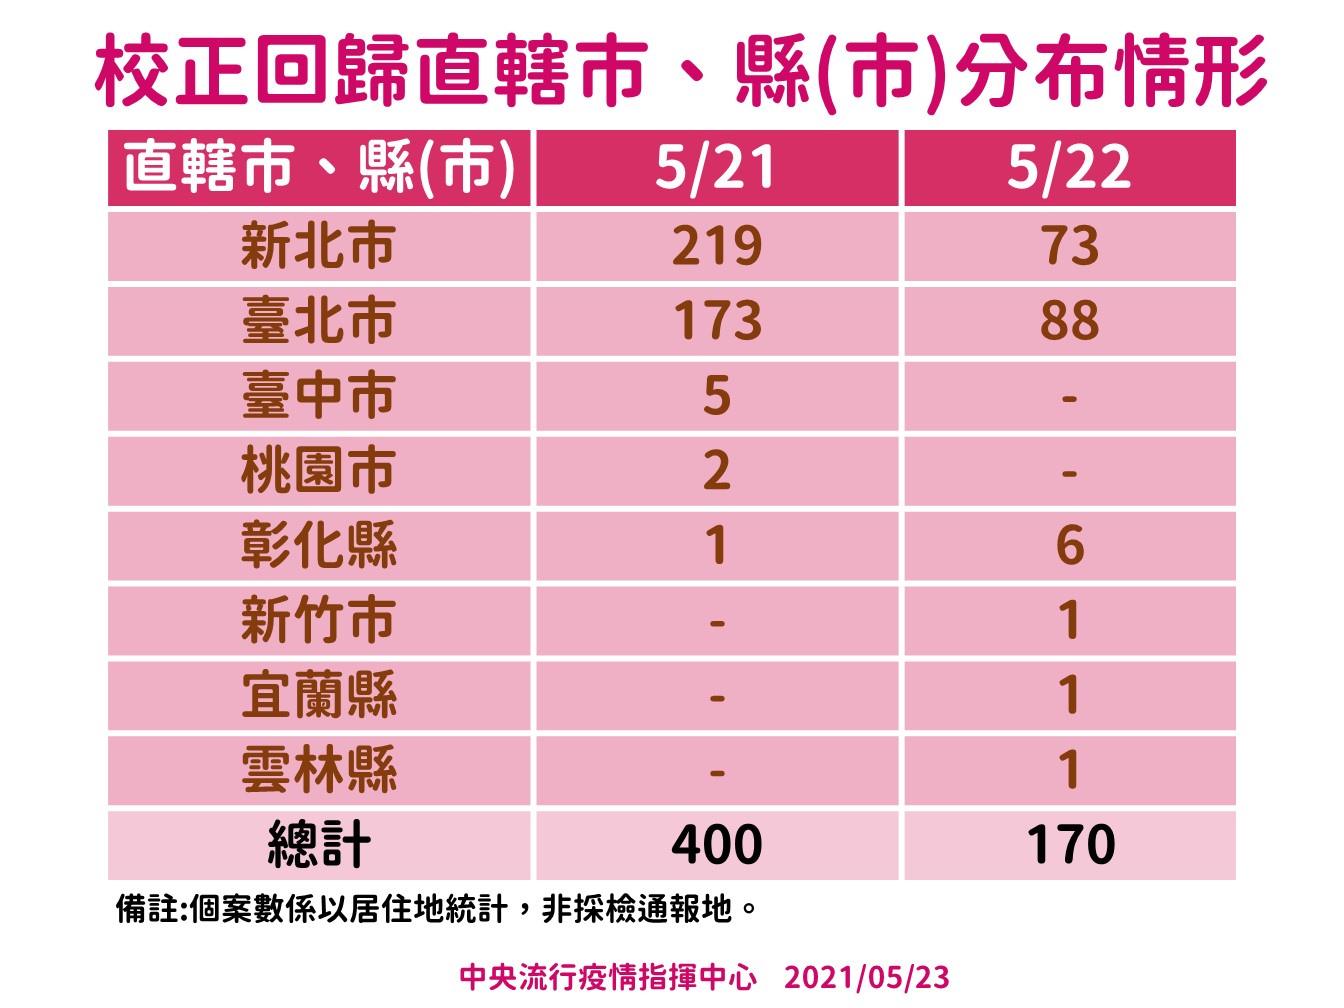 校正回歸直轄市、縣(市)分布情形
直轄市、縣(市) 5/21 5/22
新北市 219 73
臺北市 173 88
臺中市 5 -
桃園市 2 -
彰化縣 1 6
新竹市 - 1
宜蘭縣 - 1
雲林縣 - 1
總計 400 170
備註:個案數係以居住地統計，非採檢通報地。
中央流行疫情指揮中心 2021/05/23